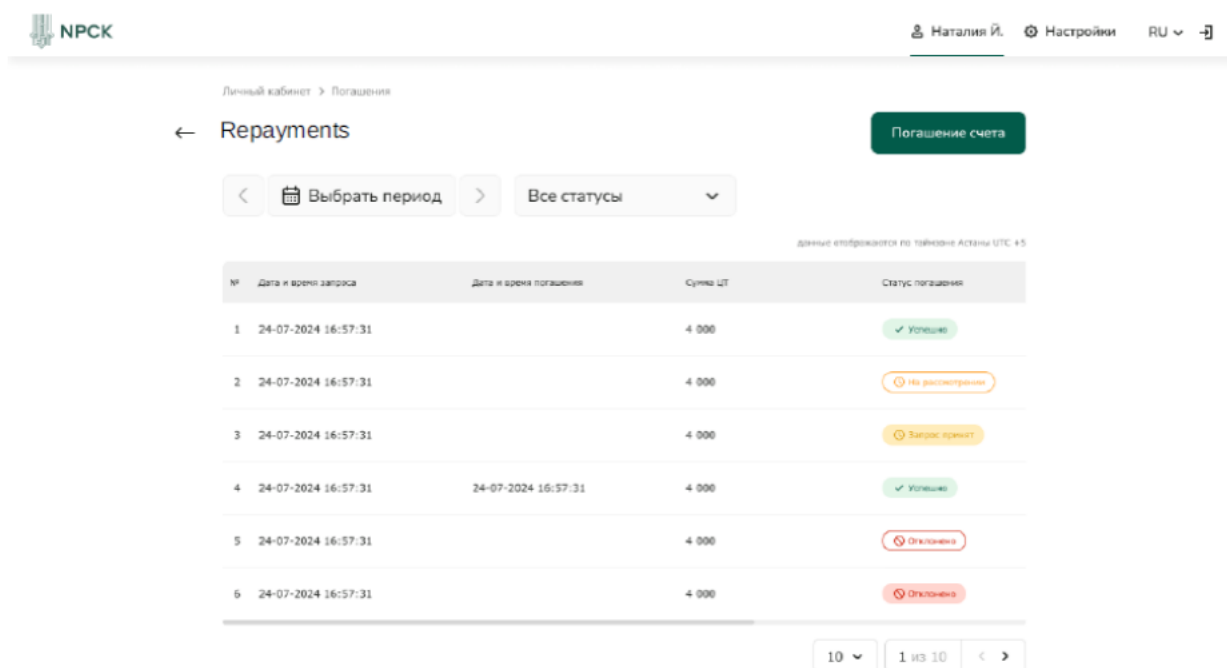 NPCK
Наталия Й. Настройки RU
Личный кабинет > Погашения
← Repayments
Погашение счета
< Выбрать период > Все статусы
данные отображаются по таймзоне Астаны UTC +5
№ Дата и время запроса Дата и время погашения Сумма ЦТ Статус погашения
1 24-07-2024 16:57:31 4 000 Успешно
2 24-07-2024 16:57:31 4 000 На рассмотрении
3 24-07-2024 16:57:31 4 000 Запрос принят
4 24-07-2024 16:57:31 24-07-2024 16:57:31 4 000 Успешно
5 24-07-2024 16:57:31 4 000 Отклонено
6 24-07-2024 16:57:31 4 000 Отклонено
10 1 из 10 < >